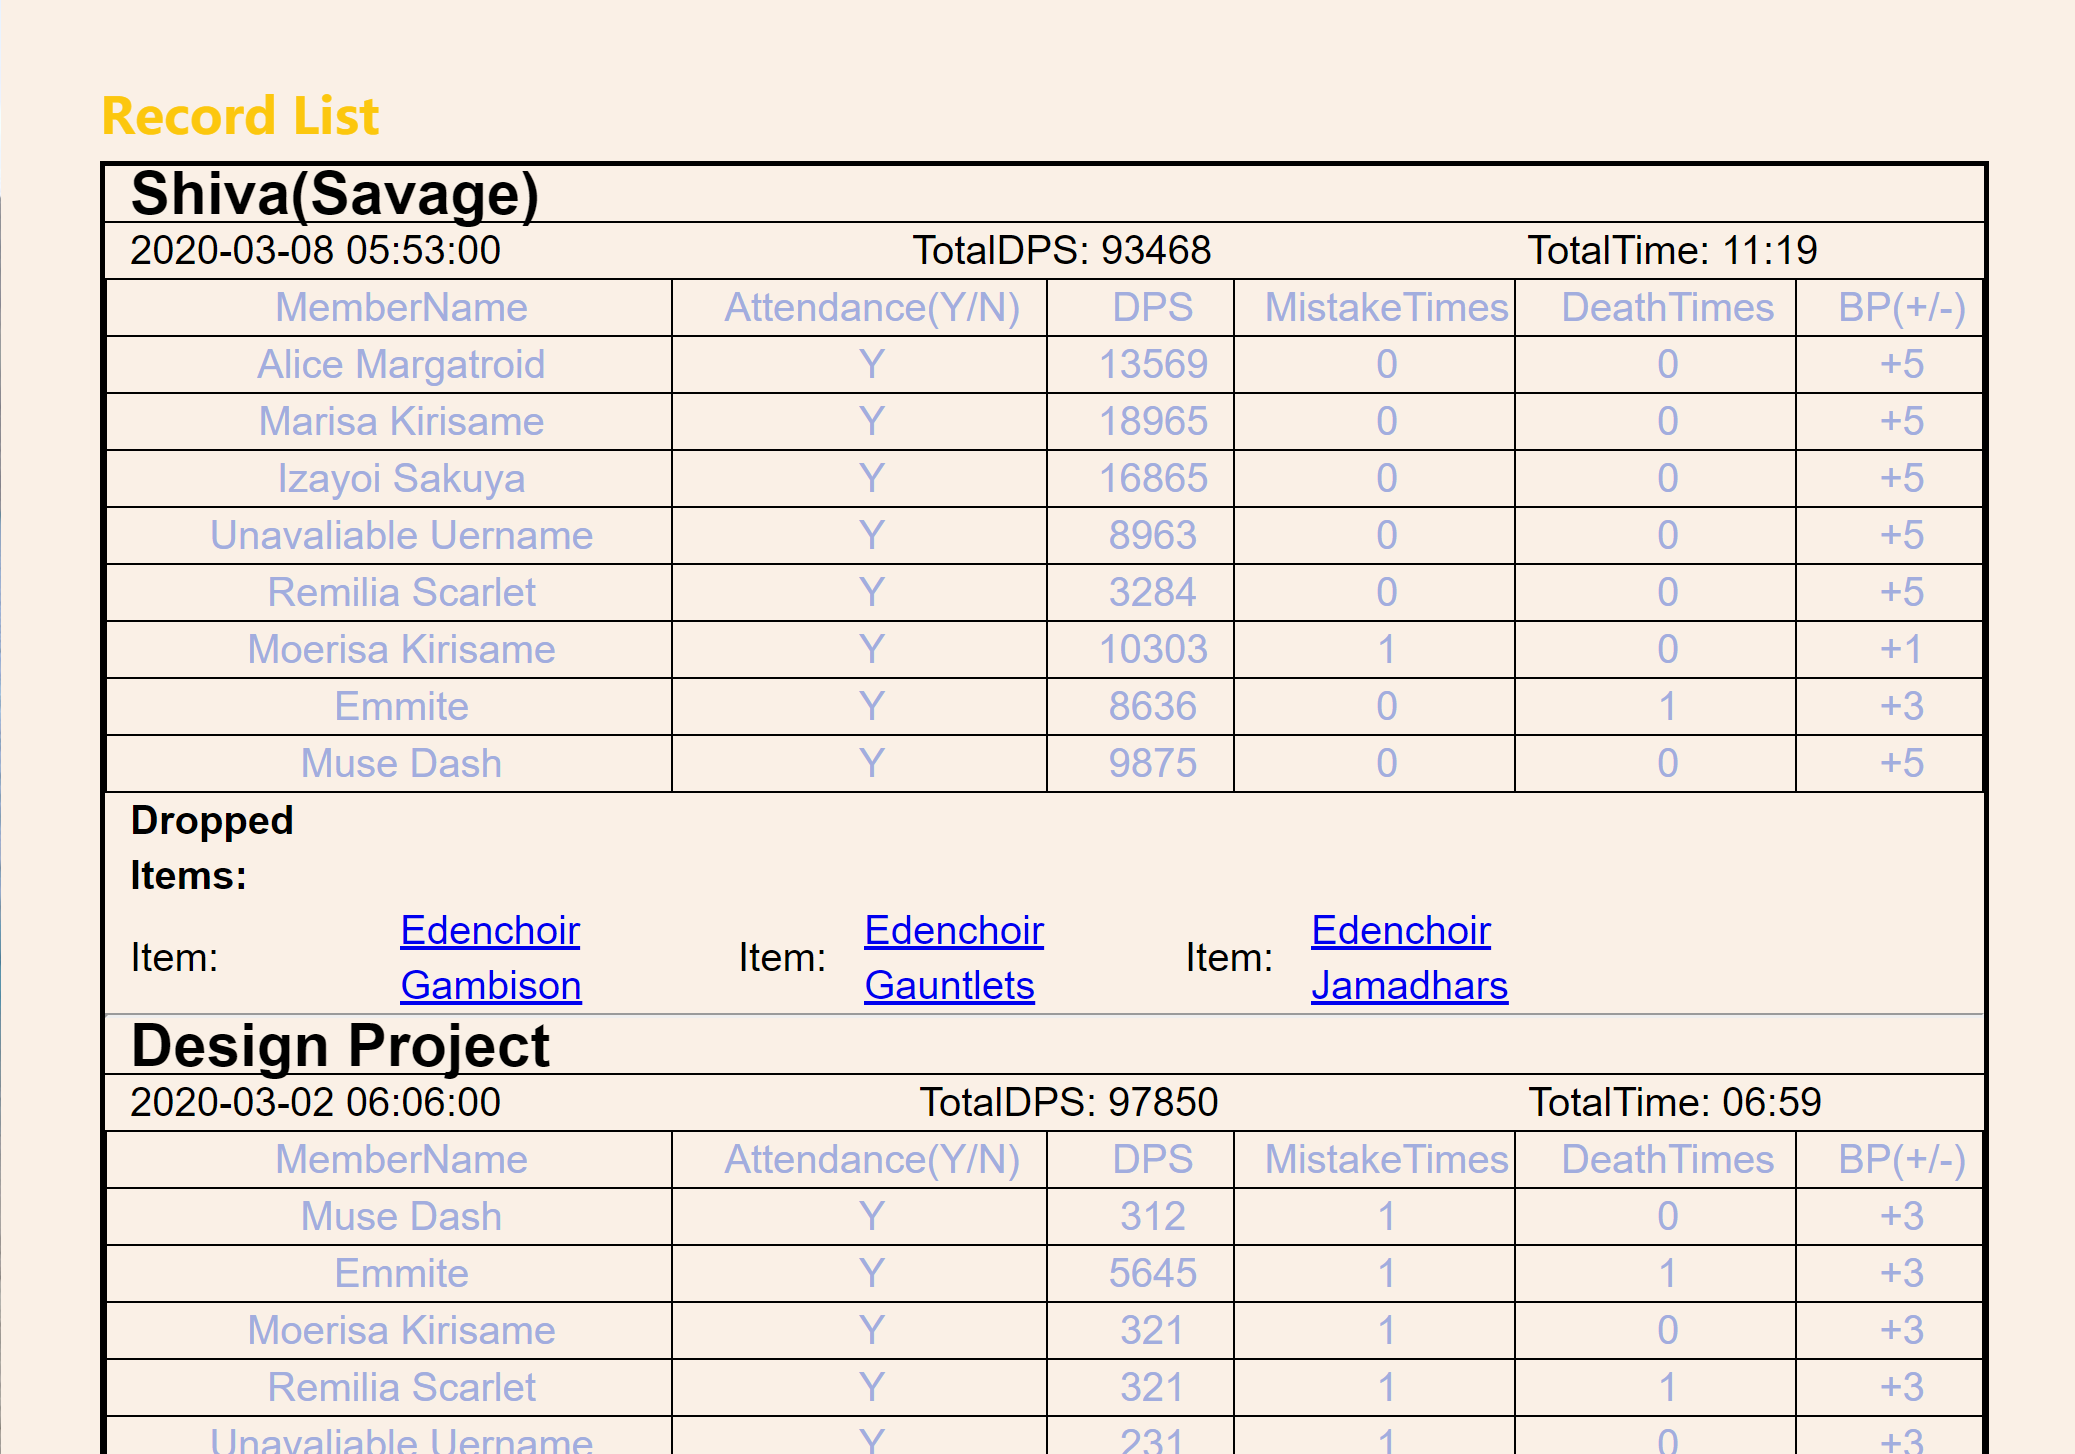 Record List
Shiva(Savage)
2020-03-08 05:53:00 TotalDPS: 93468 TotalTime: 11:19
MemberName Attendance(Y/N) DPS MistakeTimes DeathTimes BP(+/-)
Alice Margatroid Y 13569 0 0 +5
Marisa Kirisame Y 18965 0 0 +5
Izayoi Sakuya Y 16865 0 0 +5
Unavaliable Uername Y 8963 0 0 +5
Remilia Scarlet Y 3284 0 0 +5
Moerisa Kirisame Y 10303 1 0 +1
Emmite Y 8636 0 1 +3
Muse Dash Y 9875 0 0 +5
Dropped
Items:
Item: Edenchoir Gambison Item: Edenchoir Gauntlets Item: Edenchoir Jamadhars
Design Project
2020-03-02 06:06:00 TotalDPS: 97850 TotalTime: 06:59
MemberName Attendance(Y/N) DPS MistakeTimes DeathTimes BP(+/-)
Muse Dash Y 312 1 0 +3
Emmite Y 5645 1 1 +3
Moerisa Kirisame Y 321 1 0 +3
Remilia Scarlet Y 321 1 1 +3
Unavaliable Uername Y 231 1 0 +3